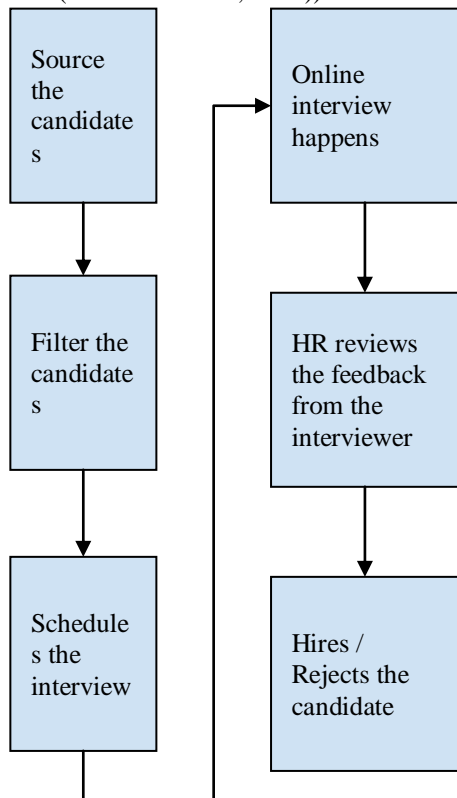 Source
the
candidate
s
Filter the
candidate
s
Schedule
s the
interview
Online
interview
happens
HR reviews
the feedback
from the
interviewer
Hires /
Rejects the
candidate